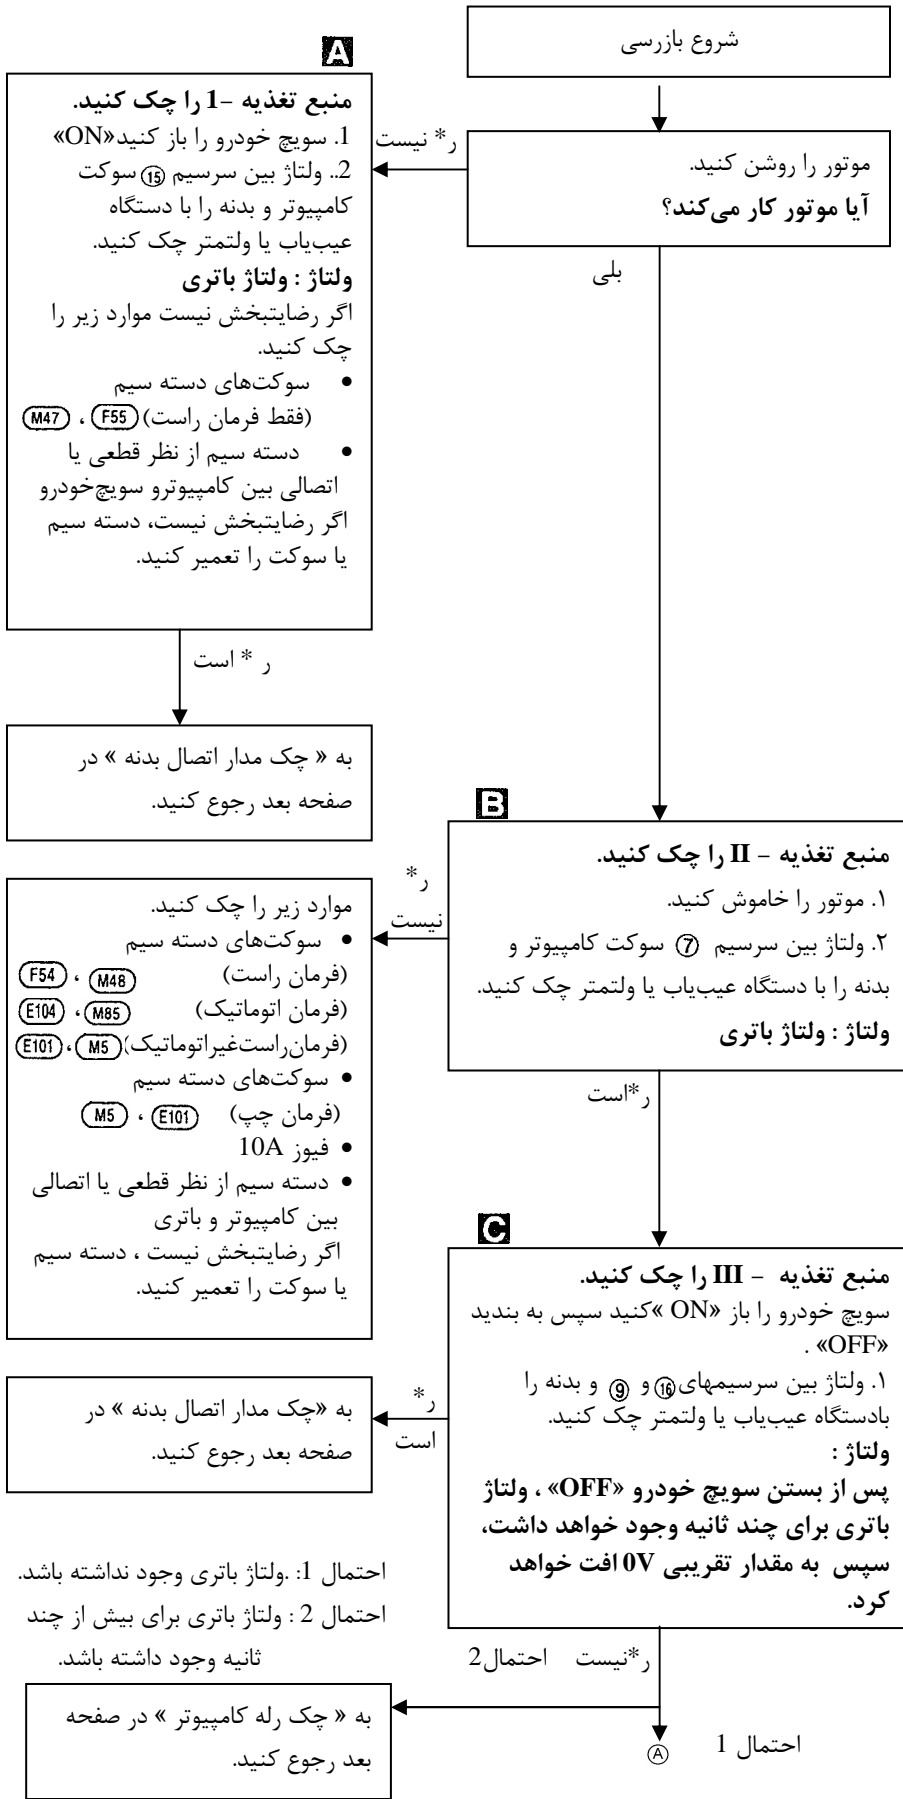 شروع بازرسی
موتور را روشن کنید.
آیا موتور کار می‌کند؟
ر* نیست
بلی
A
منبع تغذیه –1 را چک کنید.
1. سویچ خودرو را باز کنید«ON»
2.. ولتاژ بین سرسیم ⑮ سوکت
کامپیوتر و بدنه را با دستگاه
عیب‌یاب یا ولتمتر چک کنید.
ولتاژ : ولتاژ باتری
اگر رضایتبخش نیست موارد زیر را
چک کنید.
• سوکت‌های دسته سیم
(فقط فرمان راست) F55 ، M47
• دسته سیم از نظر قطعی یا
اتصالی بین کامپیوترو سویچ‌خودرو
اگر رضایتبخش نیست، دسته سیم
یا سوکت را تعمیر کنید.
ر * است
به « چک مدار اتصال بدنه » در
صفحه بعد رجوع کنید.
B
منبع تغذیه – II را چک کنید.
۱. موتور را خاموش کنید.
۲. ولتاژ بین سرسیم ⑦ سوکت کامپیوتر و
بدنه را با دستگاه عیب‌یاب یا ولتمتر چک کنید.
ولتاژ : ولتاژ باتری
ر*
نیست
موارد زیر را چک کنید.
• سوکت‌های دسته سیم
(فرمان راست) M48 ، F54
(فرمان اتوماتیک) M85 ، E104
(فرمان‌راست‌غیراتوماتیک) M5 ، E101
• سوکت‌های دسته سیم
(فرمان چپ) E101 ، M5
• فیوز 10A
• دسته سیم از نظر قطعی یا اتصالی
بین کامپیوتر و باتری
اگر رضایتبخش نیست ، دسته سیم
یا سوکت را تعمیر کنید.
ر*است
C
منبع تغذیه – III را چک کنید.
سویچ خودرو را باز «ON »کنید سپس به بندید
«OFF» .
۱. ولتاژ بین سرسیمهای⑯ و ⑨ و بدنه را
بادستگاه عیب‌یاب یا ولتمتر چک کنید.
ولتاژ :
پس از بستن سویچ خودرو «OFF» ، ولتاژ
باتری برای چند ثانیه وجود خواهد داشت،
سپس به مقدار تقریبی 0V افت خواهد
کرد.
ر*
است
به «چک مدار اتصال بدنه » در
صفحه بعد رجوع کنید.
احتمال 1: .ولتاژ باتری وجود نداشته باشد.
احتمال 2 : ولتاژ باتری برای بیش از چند
ثانیه وجود داشته باشد.
ر*نیست احتمال2
به « چک رله کامپیوتر » در صفحه
بعد رجوع کنید.
احتمال 1
Ⓐ